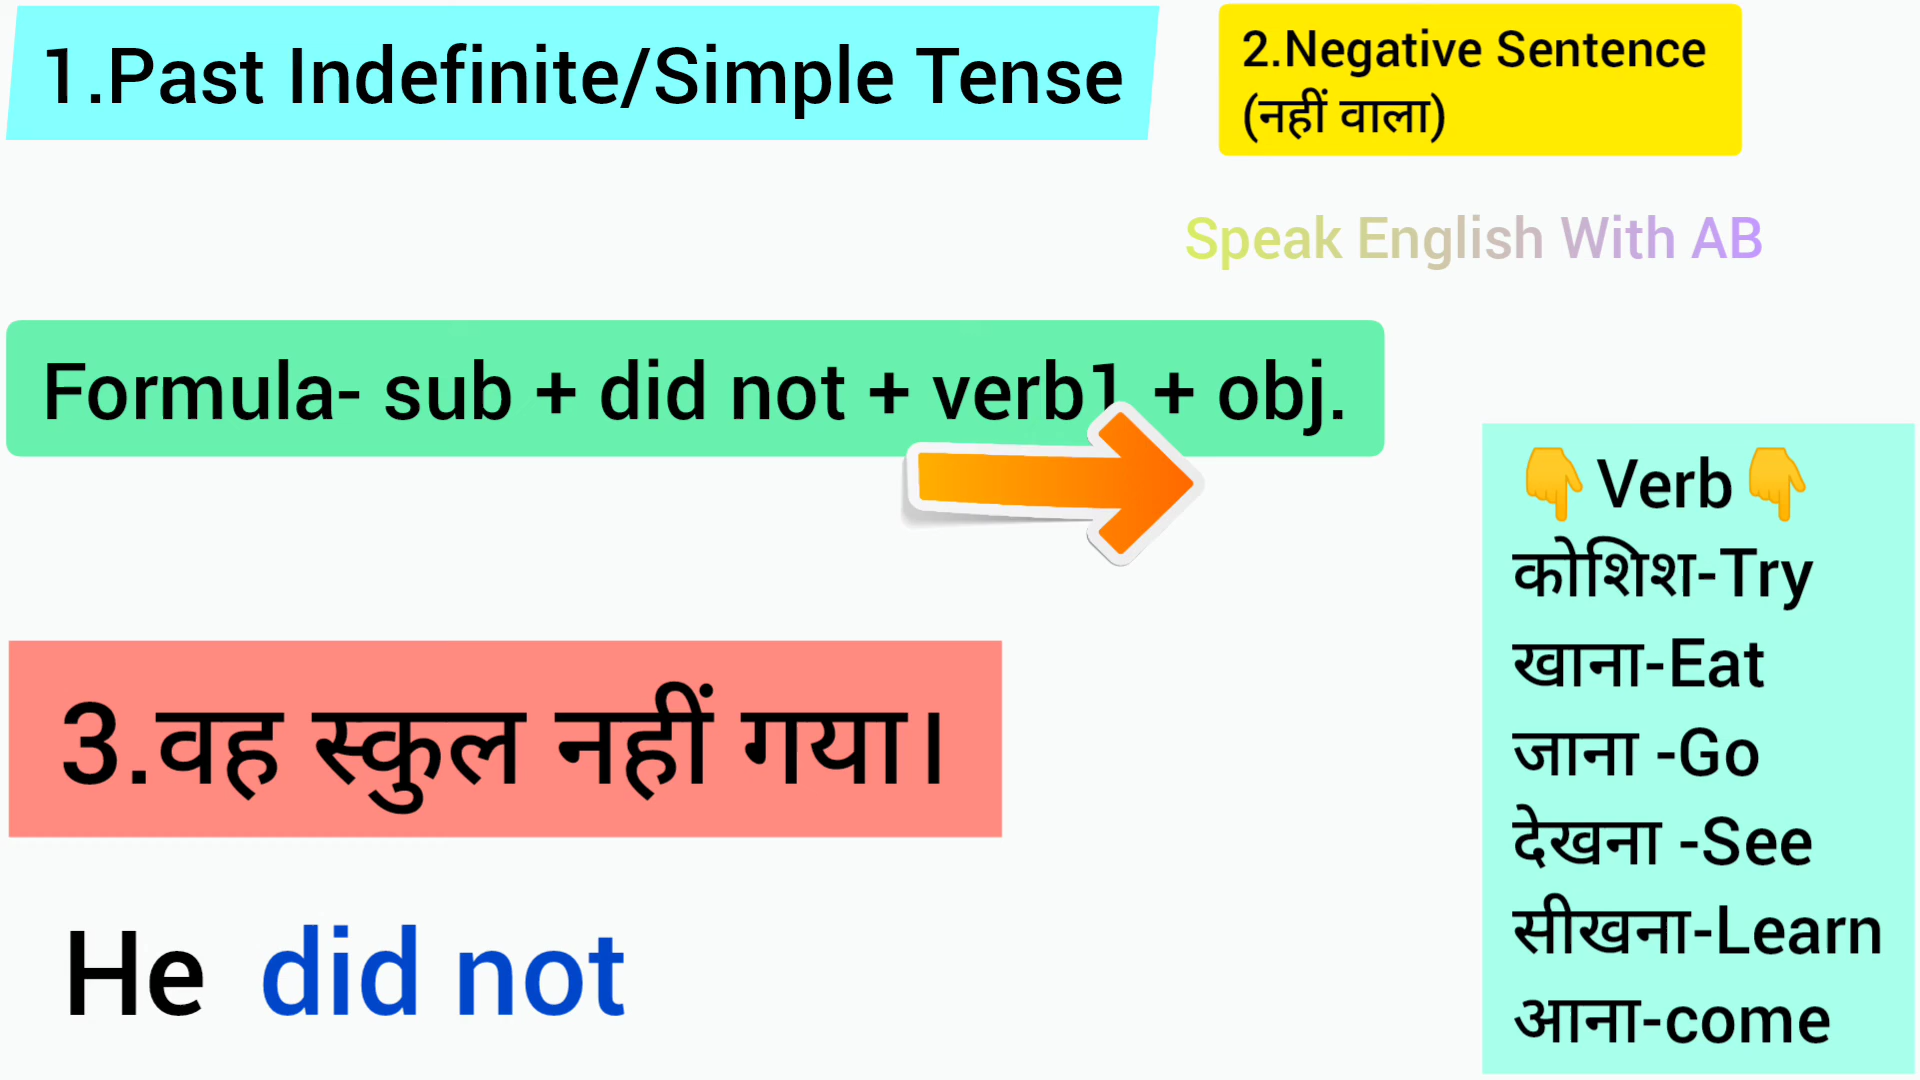 1.Past Indefinite/Simple Tense
2.Negative Sentence
(नहीं वाला)
Speak English With AB
Formula- sub + did not + verb1 + obj.
3.वह स्कुल नहीं गया।
He did not
👇Verb👇
कोशिश-Try
खाना-Eat
जाना -Go
देखना -See
सीखना-Learn
आना-come